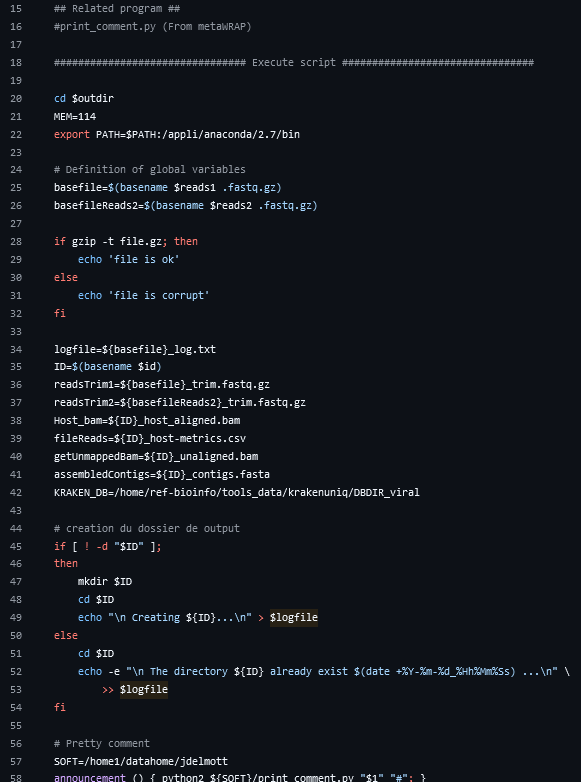 15 ## Related program ##
16 #print_comment.py (From metaWRAP)
17
18 ################################ Execute script ################################
19
20 cd $outdir
21 MEM=114
22 export PATH=$PATH:/appli/anaconda/2.7/bin
23
24 # Definition of global variables
25 basefile=$(basename $reads1 .fastq.gz)
26 basefileReads2=$(basename $reads2 .fastq.gz)
27
28 if gzip -t file.gz; then
29     echo 'file is ok'
30 else
31     echo 'file is corrupt'
32 fi
33
34 logfile=${basefile}_log.txt
35 ID=$(basename $id)
36 readsTrim1=${basefile}_trim.fastq.gz
37 readsTrim2=${basefileReads2}_trim.fastq.gz
38 Host_bam=${ID}_host_aligned.bam
39 fileReads=${ID}_host-metrics.csv
40 getUnmappedBam=${ID}_unaligned.bam
41 assembledContigs=${ID}_contigs.fasta
42 KRAKEN_DB=/home/ref-bioinfo/tools_data/krakenuniq/DBDIR_viral
43
44 # creation du dossier de output
45 if [ ! -d "$ID" ];
46 then
47     mkdir $ID
48     cd $ID
49     echo "\n Creating ${ID}...\n" > $logfile
50 else
51     cd $ID
52     echo -e "\n The directory ${ID} already exist $(date +%Y-%m-%d_%Hh%Mm%Ss) ...\n" \
53         >> $logfile
54 fi
55
56 # Pretty comment
57 SOFT=/home1/datahome/jdelmott
58 announcement () { python2 ${SOFT}/print_comment.py "$1" "#"; }